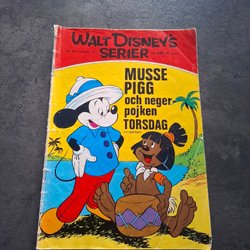 WALT DISNEY'S
SERIER
MUSSE
PIGG
och neger-
pojken
TORSDAG